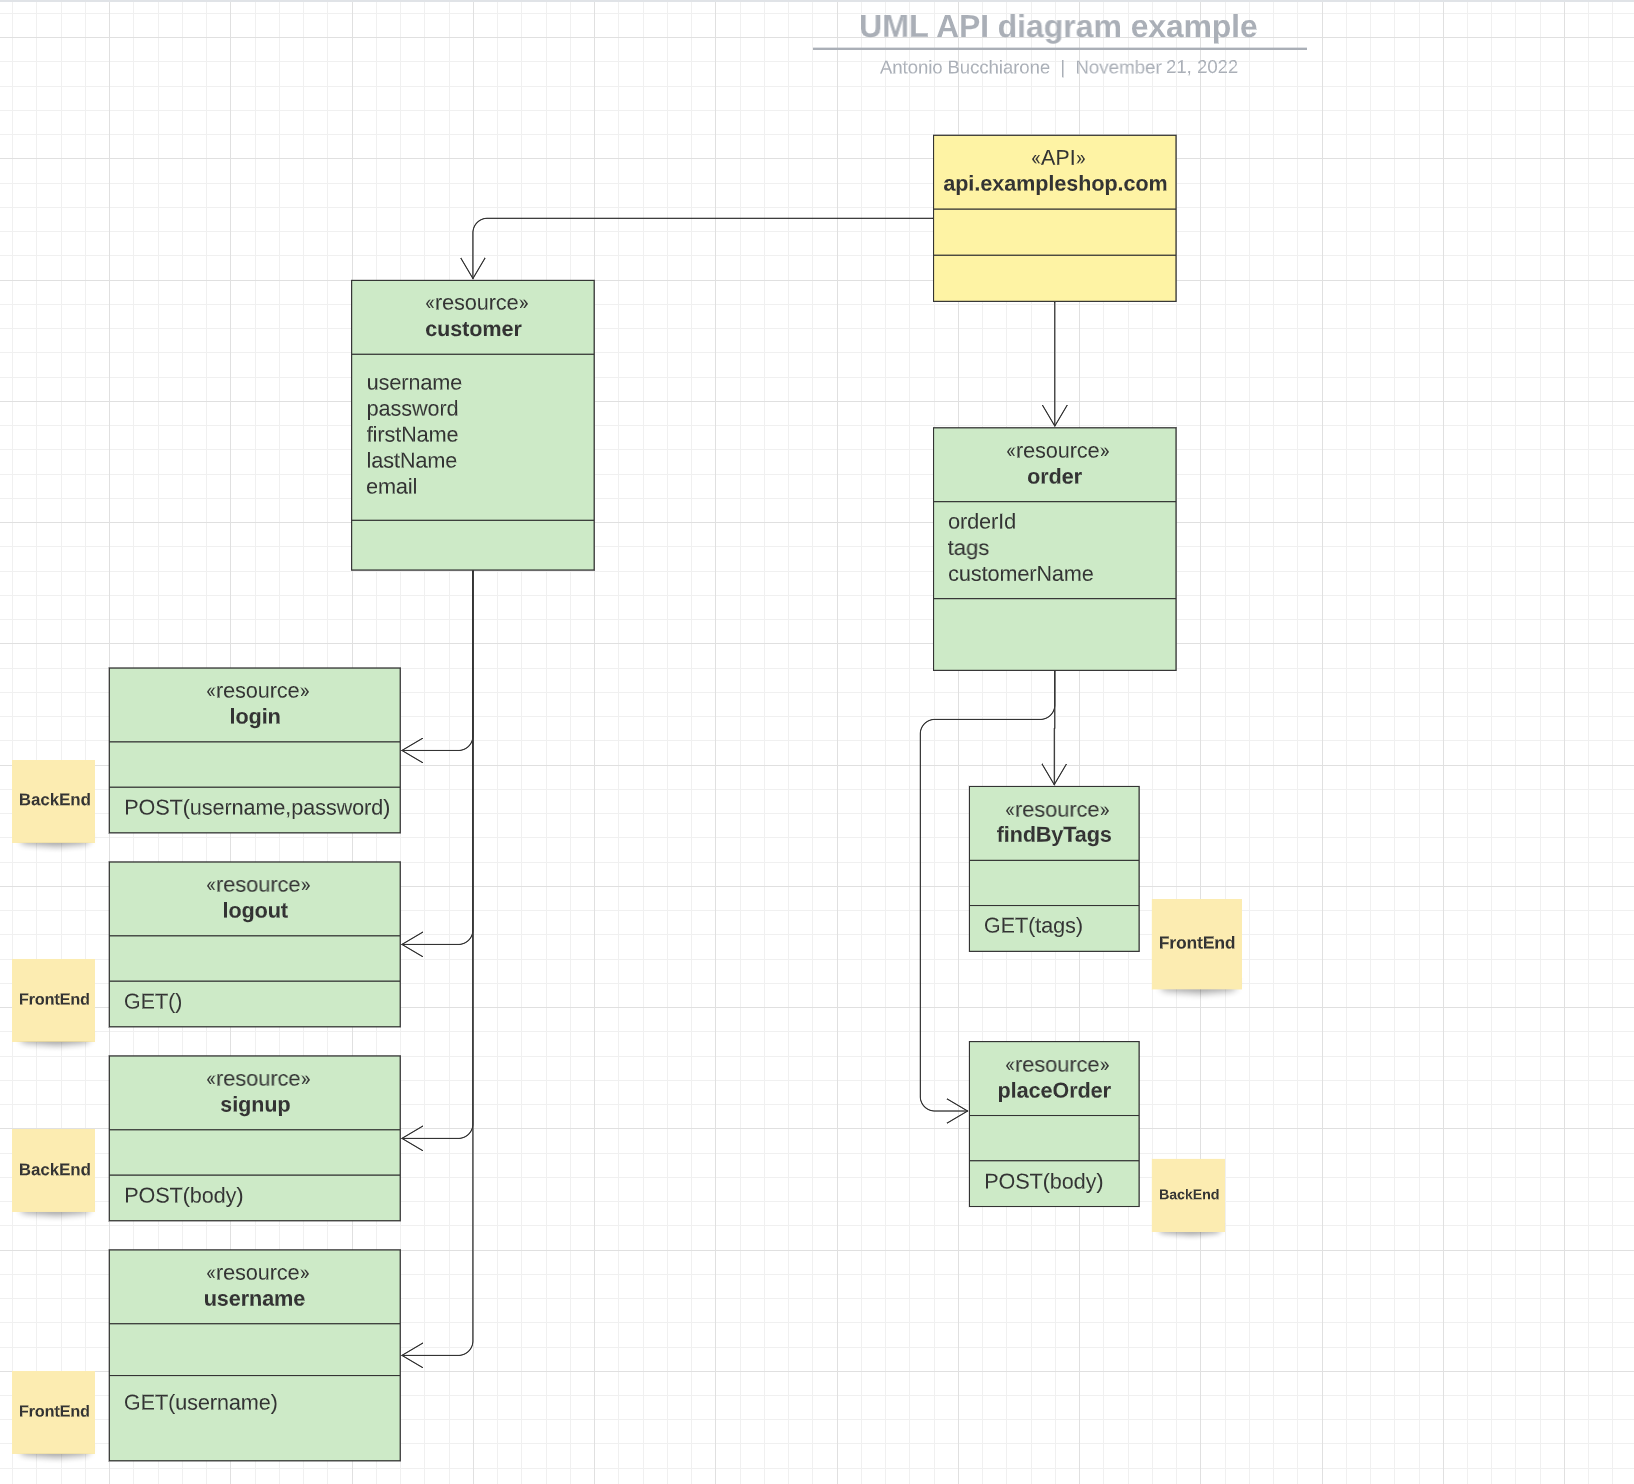 UML API diagram example
Antonio Bucchiarone | November 21, 2022
«API»
api.exampleshop.com
«resource»
customer
username
password
firstName
lastName
email
«resource»
order
orderId
tags
customerName
«resource»
login
POST(username,password)
BackEnd
«resource»
logout
GET()
FrontEnd
«resource»
signup
POST(body)
BackEnd
«resource»
username
GET(username)
FrontEnd
«resource»
findByTags
GET(tags)
FrontEnd
«resource»
placeOrder
POST(body)
BackEnd